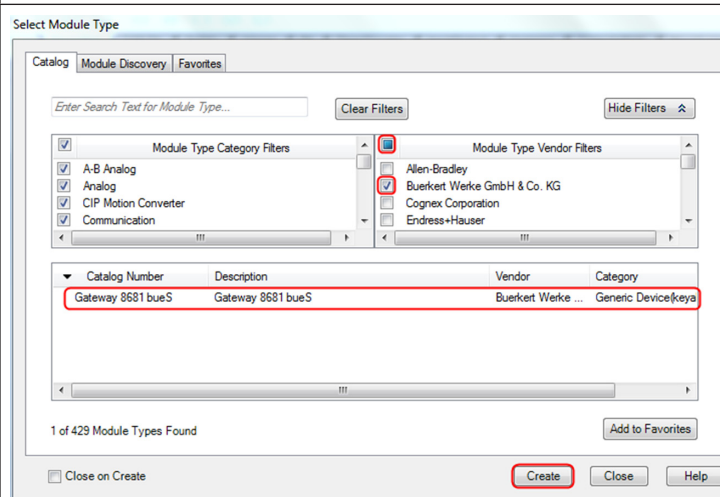 Select Module Type
Catalog Module Discovery Favorites
Enter Search Text for Module Type... Clear Filters Hide Filters
Module Type Category Filters
A-B Analog
Analog
CIP Motion Converter
Communication
Module Type Vendor Filters
Allen-Bradley
Buerkert Werke GmbH & Co. KG
Cognex Corporation
Endress+Hauser
Catalog Number Description Vendor Category
Gateway 8681 bueS Gateway 8681 bueS Buerkert Werke ... Generic Device(keya
1 of 429 Module Types Found Add to Favorites
Close on Create Create Close Help